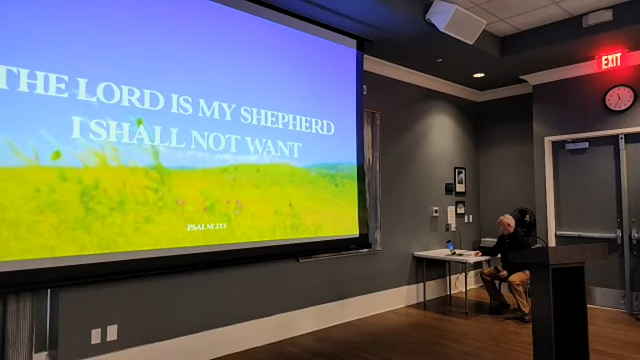 THE LORD IS MY SHEPHERD
I SHALL NOT WANT
PSALM 23:1
EXIT